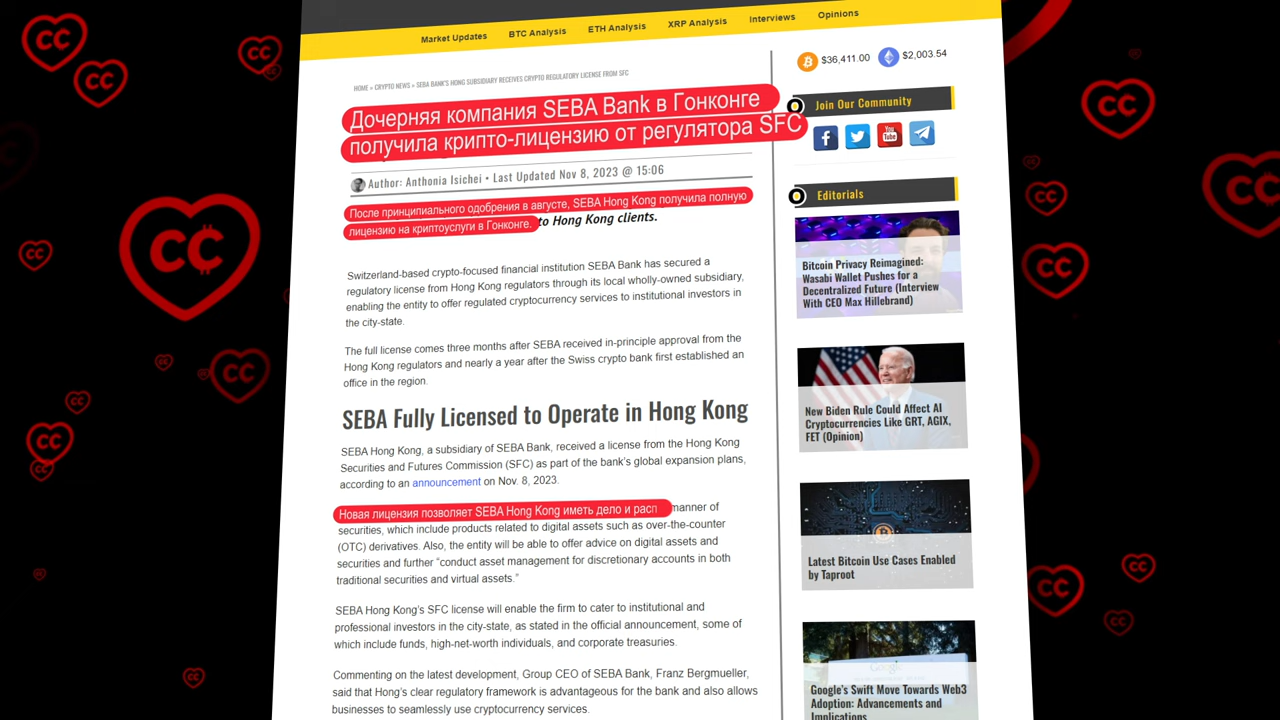 Market Updates BTC Analysis ETH Analysis XRP Analysis Interviews Opinions
HOME » CRYPTO NEWS » SEBA BANK'S HONG SUBSIDIARY RECEIVES CRYPTO REGULATORY LICENSE FROM SFC
Дочерняя компания SEBA Bank в Гонконге
получила крипто-лицензию от регулятора SFC
Author: Anthonia Isichei • Last Updated Nov 8, 2023 @ 15:06
После принципиального одобрения в августе, SEBA Hong Kong получила полную
лицензию на криптоуслуги в Гонконге. to Hong Kong clients.
Switzerland-based crypto-focused financial institution SEBA Bank has secured a
regulatory license from Hong Kong regulators through its local wholly-owned subsidiary,
enabling the entity to offer regulated cryptocurrency services to institutional investors in
the city-state.
The full license comes three months after SEBA received in-principle approval from the
Hong Kong regulators and nearly a year after the Swiss crypto bank first established an
office in the region.
SEBA Fully Licensed to Operate in Hong Kong
SEBA Hong Kong, a subsidiary of SEBA Bank, received a license from the Hong Kong
Securities and Futures Commission (SFC) as part of the bank's global expansion plans,
according to an announcement on Nov. 8, 2023.
Новая лицензия позволяет SEBA Hong Kong иметь дело и расп manner of
securities, which include products related to digital assets such as over-the-counter
(OTC) derivatives. Also, the entity will be able to offer advice on digital assets and
securities and further “conduct asset management for discretionary accounts in both
traditional securities and virtual assets.”
SEBA Hong Kong's SFC license will enable the firm to cater to institutional and
professional investors in the city-state, as stated in the official announcement, some of
which include funds, high-net-worth individuals, and corporate treasuries.
Commenting on the latest development, Group CEO of SEBA Bank, Franz Bergmueller,
said that Hong's clear regulatory framework is advantageous for the bank and also allows
businesses to seamlessly use cryptocurrency services.
$36,411.00 $2,003.54
Join Our Community
Editorials
Bitcoin Privacy Reimagined:
Wasabi Wallet Pushes for a
Decentralized Future (Interview
With CEO Max Hillebrand)
New Biden Rule Could Affect AI
Cryptocurrencies Like GRT, AGIX,
FET (Opinion)
Latest Bitcoin Use Cases Enabled
by Taproot
Google
Google's Swift Move Towards Web3
Adoption: Advancements and
Implications
CC
CC
CC
CC
CC
CC
CC
CC
CC
CC
CC
CC
CC